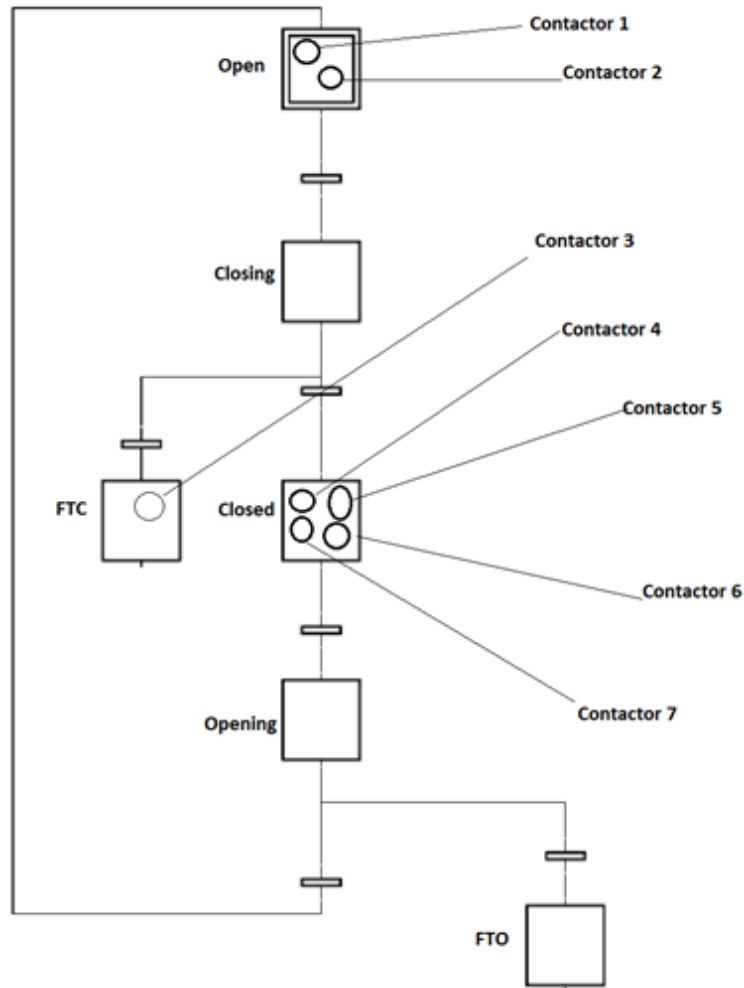 Contactor 1
Open
Contactor 2
Contactor 3
Closing
Contactor 4
Contactor 5
FTC
Closed
Contactor 6
Contactor 7
Opening
FTO